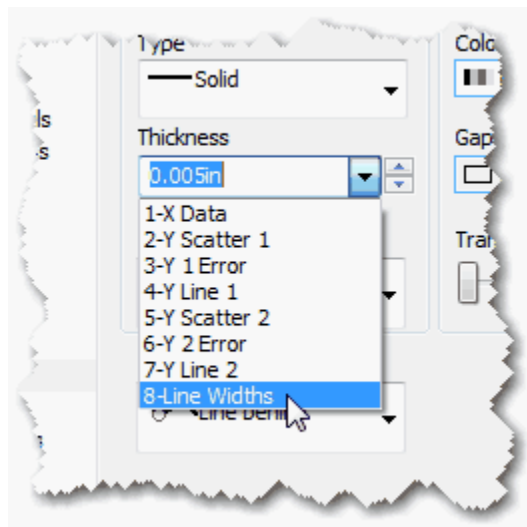 Type
Solid
Thickness
0.005in
1-X Data
2-Y Scatter 1
3-Y 1 Error
4-Y Line 1
5-Y Scatter 2
6-Y 2 Error
7-Y Line 2
8-Line Widths
Line